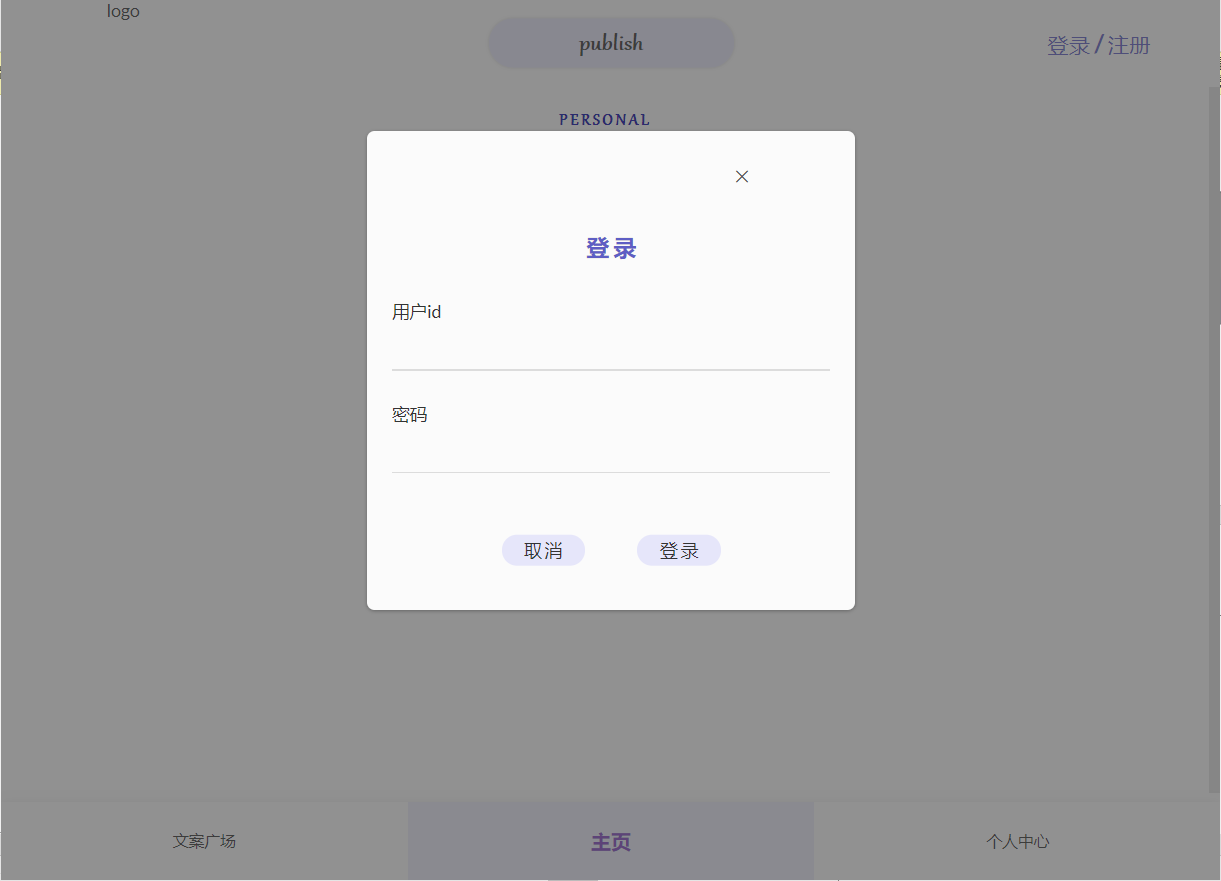 logo
publish
登录 / 注册
PERSONAL
登录
用户id
密码
取消 登录
文案广场 主页 个人中心